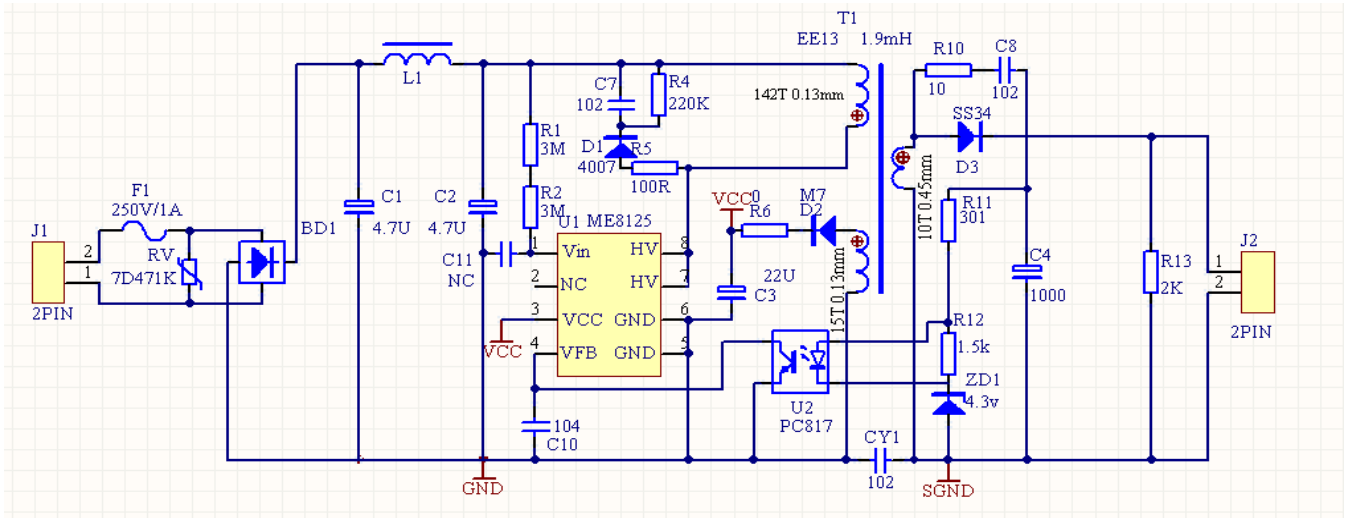 T1
EE13 1.9mH
R10
C8
10
102
L1
C7
102
R4
220K
142T 0.13mm
SS34
D3
R1
3M
D1
4007
R5
100R
R2
3M
F1
250V/1A
C1
4.7U
C2
4.7U
VCC
0
R6
M7
D2
10T0.45mm
R11
301
J1
2
1
2PIN
RV
7D471K
BD1
U1 ME8125
C11
NC
1
Vin
HV
8
2
NC
HV
7
3
VCC
GND
6
4
VFB
GND
5
VCC
22U
C3
15T0.13mm
C4
1000
R13
2K
J2
1
2
2PIN
R12
1.5k
ZD1
4.3v
U2
PC817
104
C10
CY1
102
GND
SGND